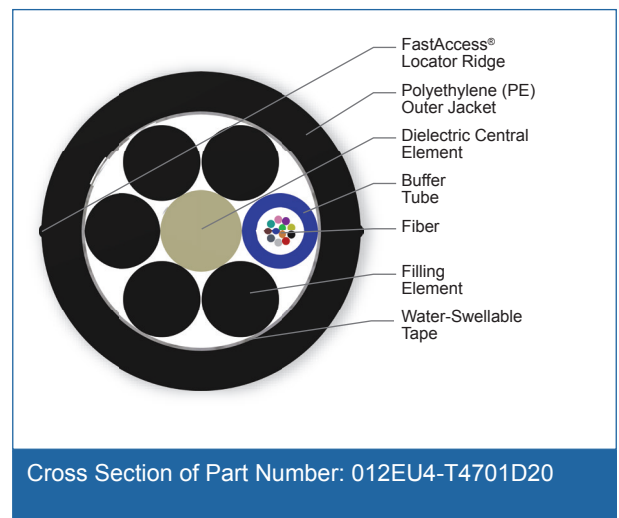 FastAccess®
Locator Ridge
Polyethylene (PE)
Outer Jacket
Dielectric Central
Element
Buffer
Tube
Fiber
Filling
Element
Water-Swellable
Tape
Cross Section of Part Number: 012EU4-T4701D20